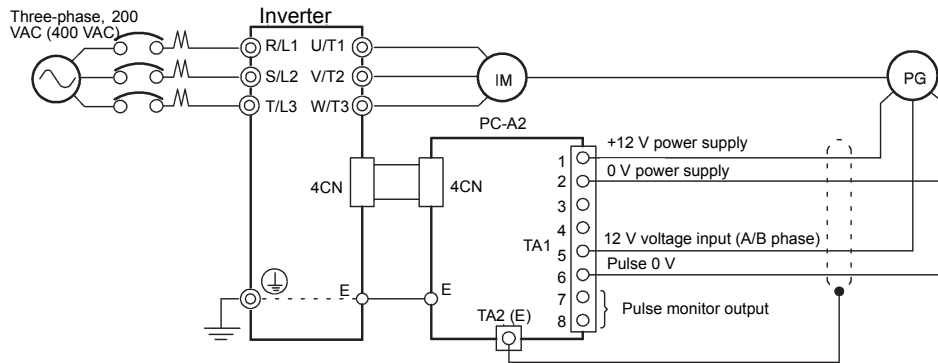 Three-phase, 200
VAC (400 VAC)
Inverter
R/L1 U/T1
S/L2 V/T2
T/L3 W/T3
IM
PG
PC-A2
4CN
4CN
1
+12 V power supply
2
0 V power supply
3
4
TA1
5
12 V voltage input (A/B phase)
6
Pulse 0 V
7
8
Pulse monitor output
E
E
TA2 (E)